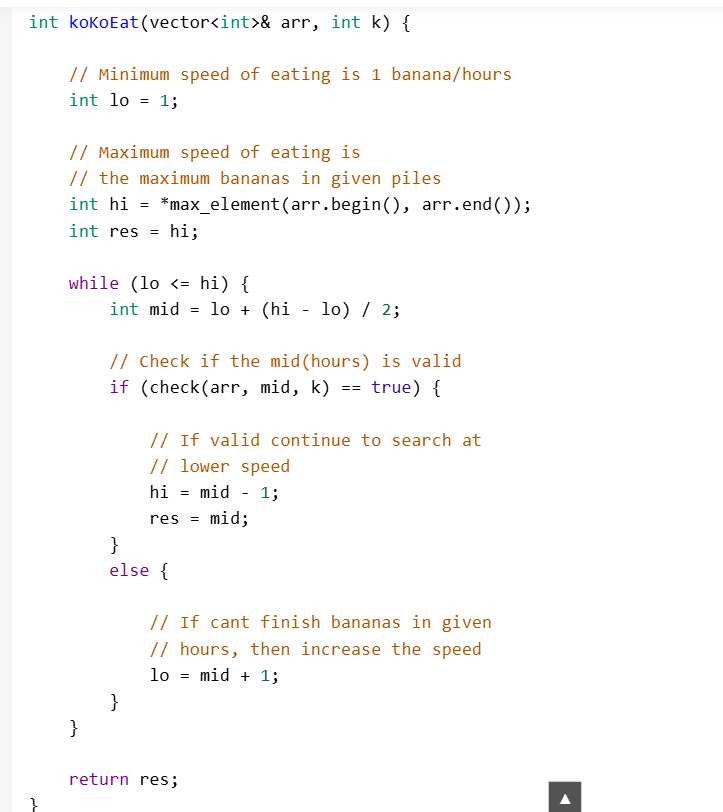 int koKoEat(vector<int>& arr, int k) {
// Minimum speed of eating is 1 banana/hours
int lo = 1;
// Maximum speed of eating is
// the maximum bananas in given piles
int hi = *max_element(arr.begin(), arr.end());
int res = hi;
while (lo <= hi) {
int mid = lo + (hi - lo) / 2;
// Check if the mid(hours) is valid
if (check(arr, mid, k) == true) {
// If valid continue to search at
// lower speed
hi = mid - 1;
res = mid;
}
else {
// If cant finish bananas in given
// hours, then increase the speed
lo = mid + 1;
}
}
return res;
}